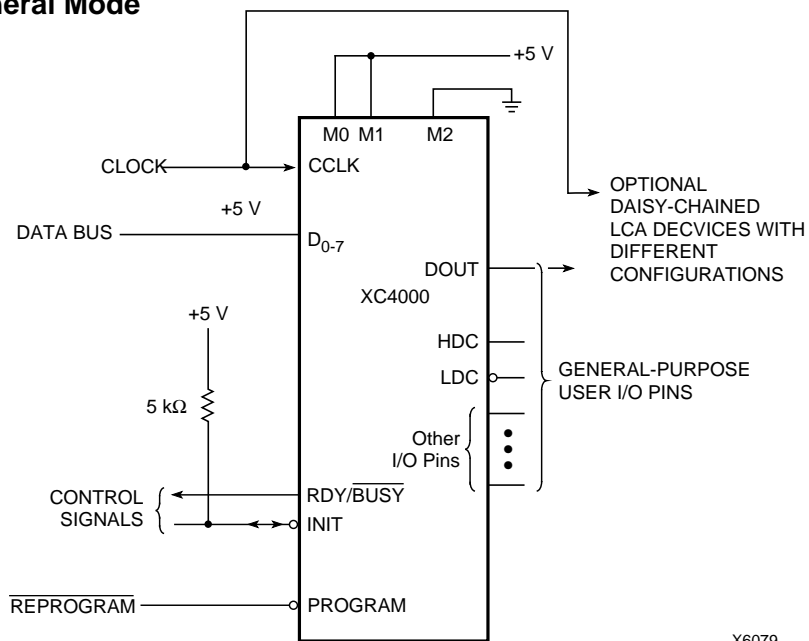 neral Mode
+5 V
M0 M1 M2
CLOCK
CCLK
OPTIONAL
DAISY-CHAINED
LCA DECVICES WITH
DIFFERENT
CONFIGURATIONS
+5 V
DATA BUS
D0-7
DOUT
XC4000
+5 V
HDC
LDC
GENERAL-PURPOSE
USER I/O PINS
5 kΩ
Other
I/O Pins
CONTROL
SIGNALS
RDY/BUSY
INIT
REPROGRAM
PROGRAM
X6079